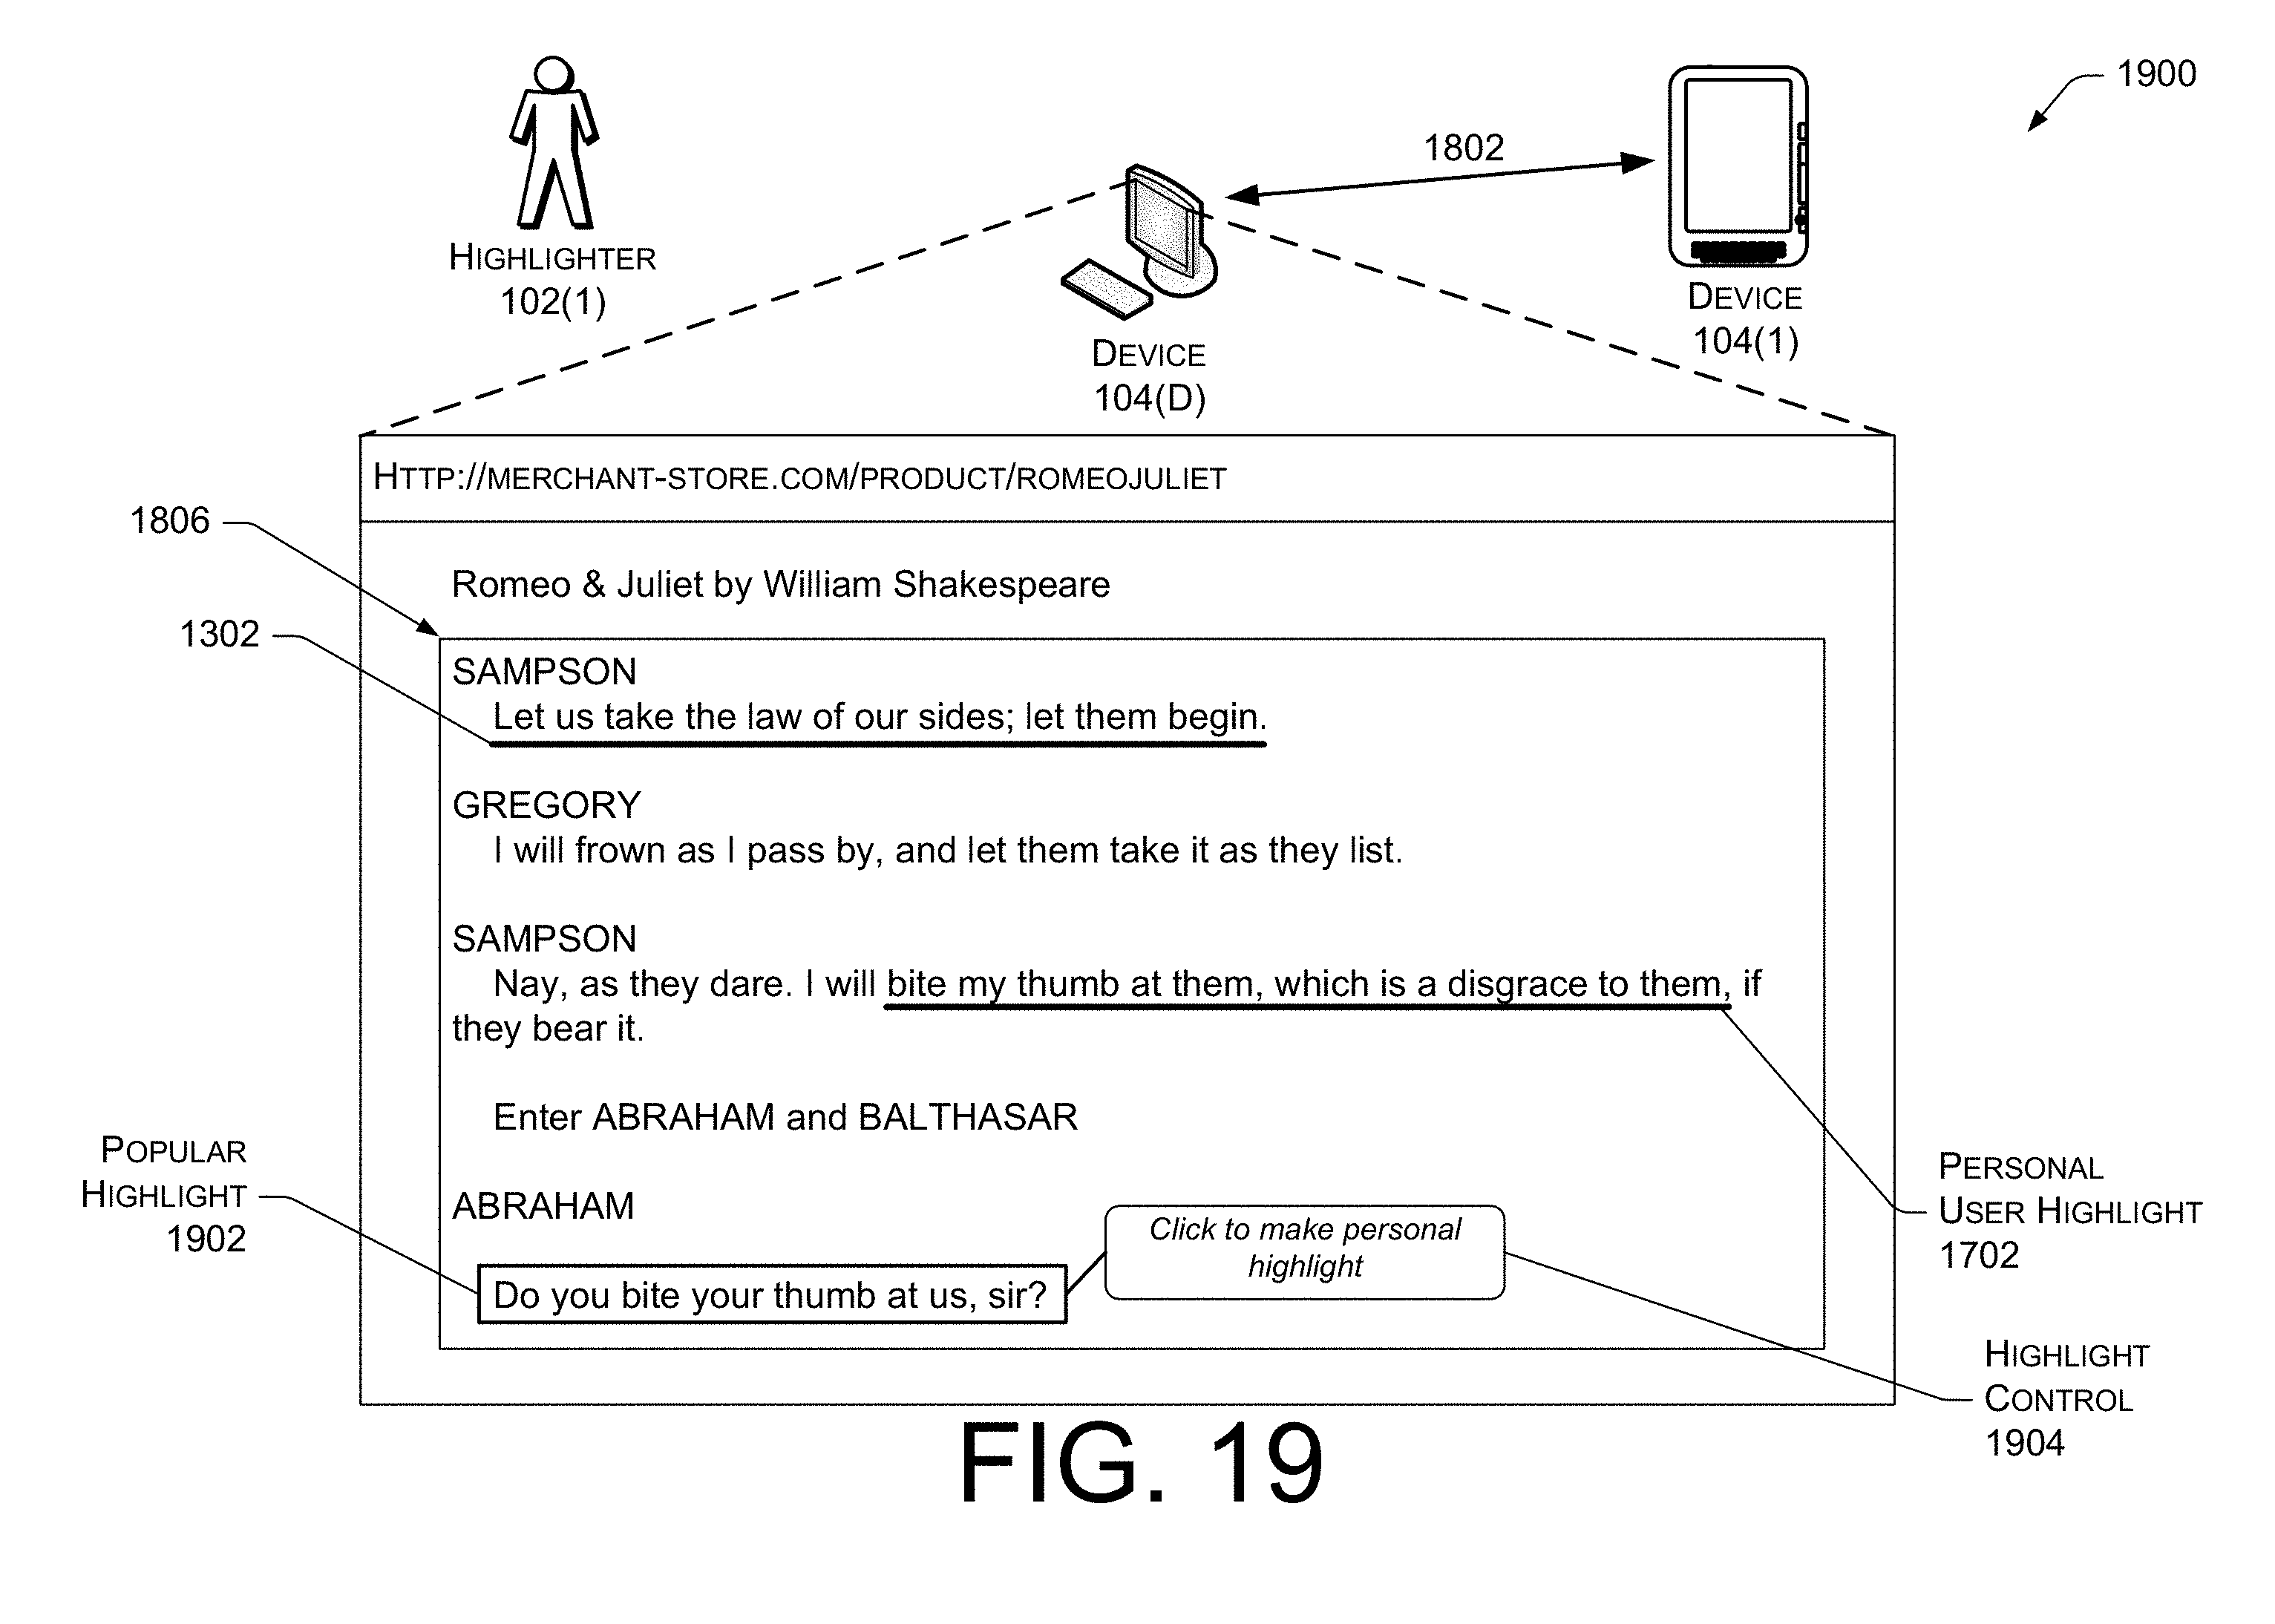 1900
1802
HIGHLIGHTER
102(1)
DEVICE
104(1)
DEVICE
104(D)
HTTP://MERCHANT-STORE.COM/PRODUCT/ROMEOJULIET
1806
Romeo & Juliet by William Shakespeare
1302
SAMPSON
Let us take the law of our sides; let them begin.
GREGORY
I will frown as I pass by, and let them take it as they list.
SAMPSON
Nay, as they dare. I will bite my thumb at them, which is a disgrace to them, if
they bear it.
Enter ABRAHAM and BALTHASAR
POPULAR
HIGHLIGHT
1902
PERSONAL
USER HIGHLIGHT
1702
ABRAHAM
Click to make personal
highlight
Do you bite your thumb at us, sir?
HIGHLIGHT
CONTROL
1904
FIG. 19